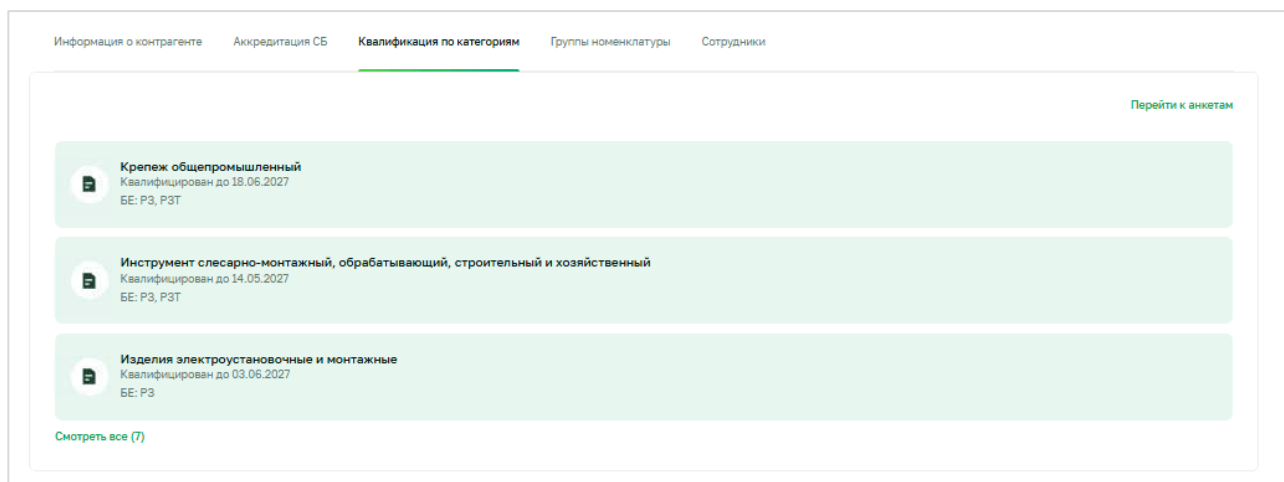 Информация о контрагенте Аккредитация СБ Квалификация по категориям Группы номенклатуры Сотрудники
Перейти к анкетам
Крепеж общепромышленный
Квалифицирован до 18.06.2027
БЕ: РЗ, РЗТ
Инструмент слесарно-монтажный, обрабатывающий, строительный и хозяйственный
Квалифицирован до 14.05.2027
БЕ: РЗ, РЗТ
Изделия электроустановочные и монтажные
Квалифицирован до 03.06.2027
БЕ: РЗ
Смотреть все (7)